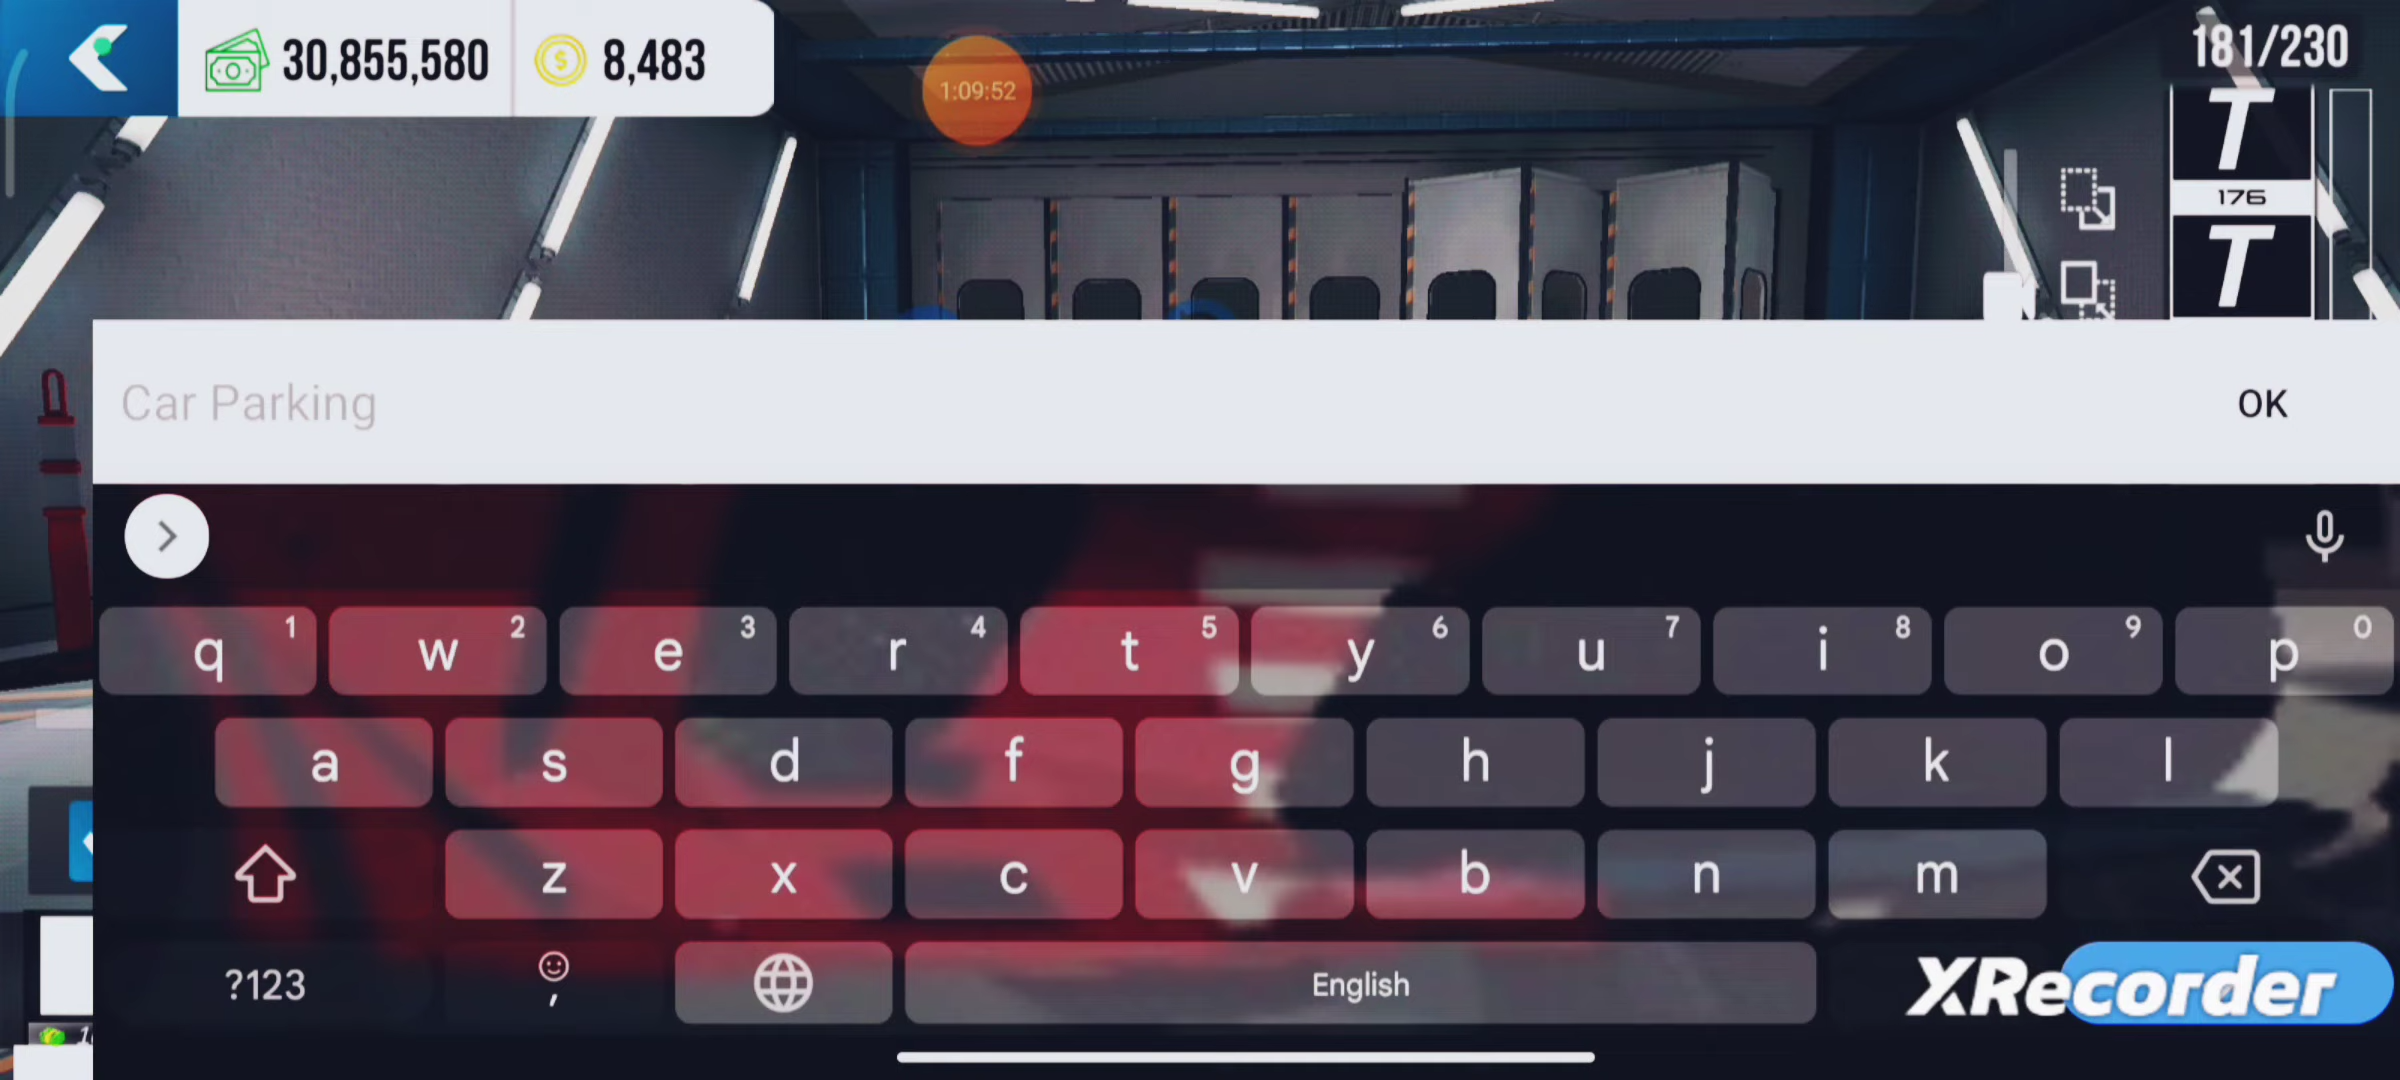 30,855,580 8,483
1:09:52
181/230
T
176
T
Car Parking
OK
q 1 w 2 e 3 r 4 t 5 y 6 u 7 i 8 o 9 p 0
a s d f g h j k l
z x c v b n m
?123 , English
XRecorder